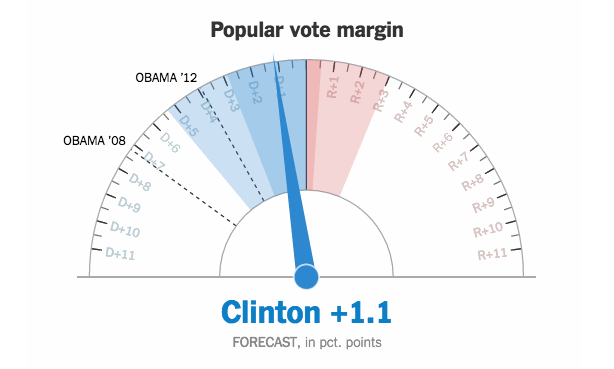 Popular vote margin
OBAMA '12
OBAMA '08
D+11
D+10
D+9
D+8
D+7
D+6
D+5
D+4
D+3
D+2
D+1
R+1
R+2
R+3
R+4
R+5
R+6
R+7
R+8
R+9
R+10
R+11
Clinton +1.1
FORECAST, in pct. points